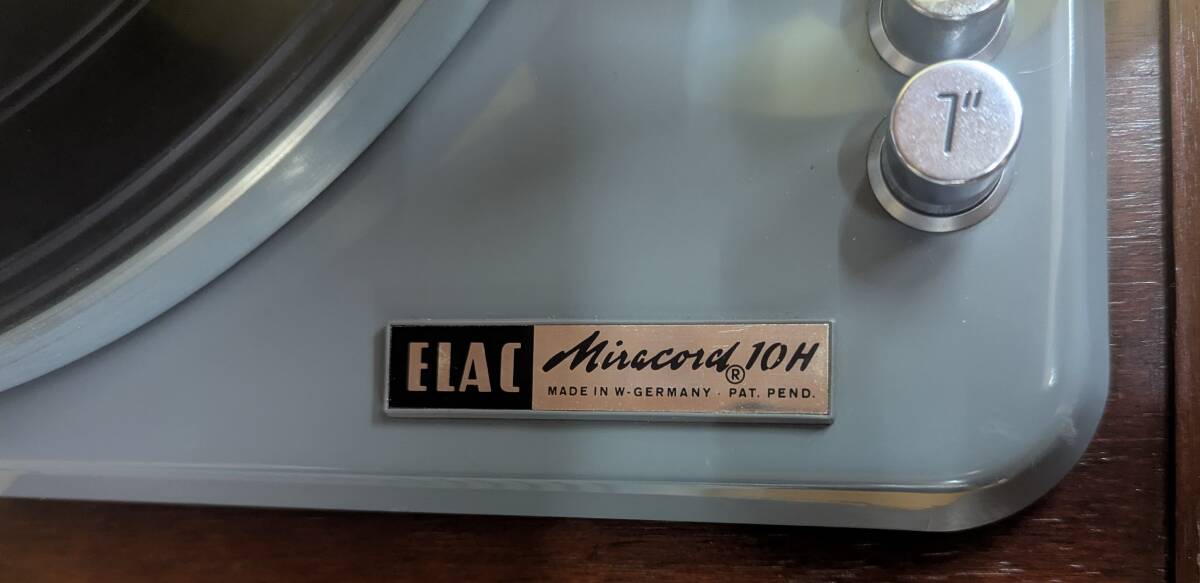 7"
ELAC Miracord® 10H
MADE IN W-GERMANY · PAT. PEND.